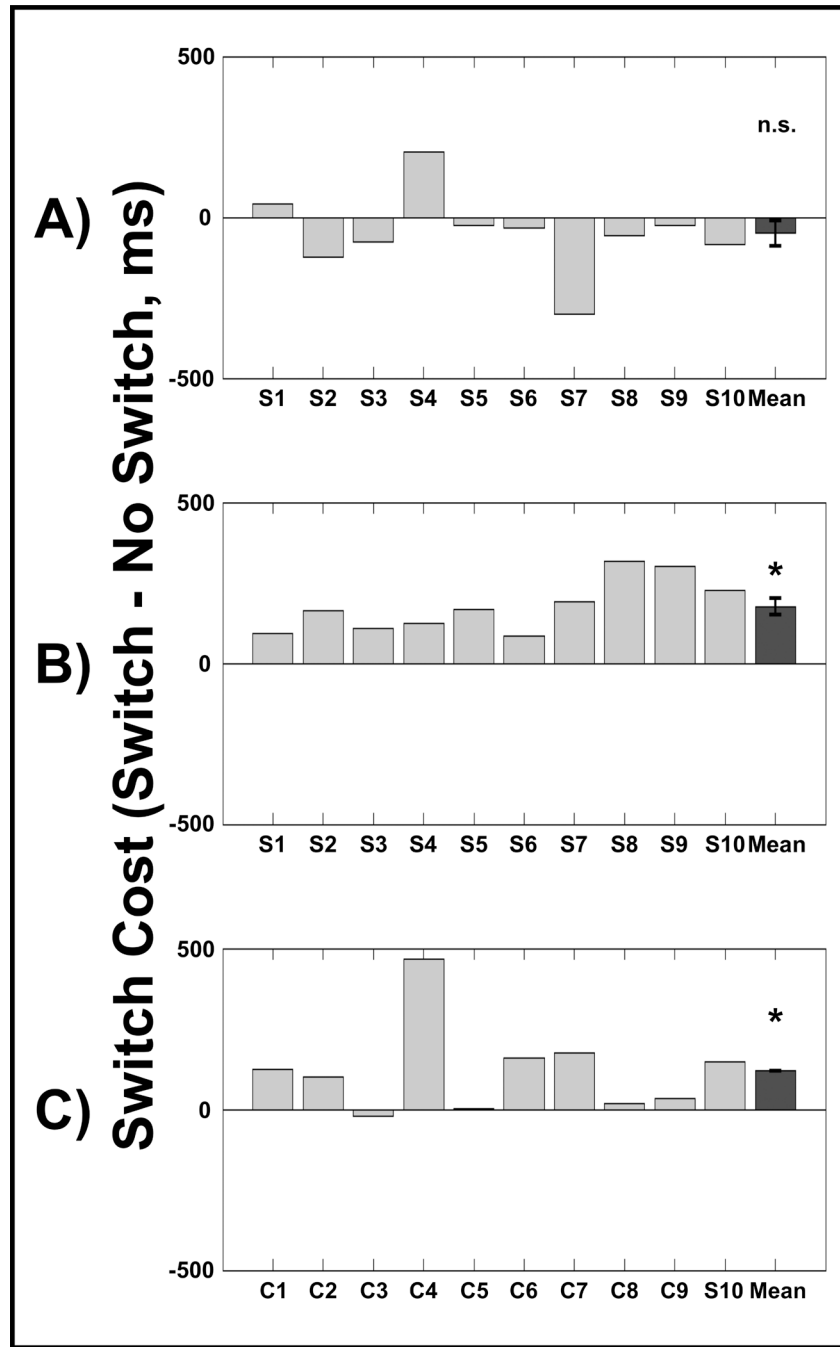 Switch Cost (Switch - No Switch, ms)
A)
500
n.s.
0
-500
S1 S2 S3 S4 S5 S6 S7 S8 S9 S10 Mean
B)
500
*
0
-500
S1 S2 S3 S4 S5 S6 S7 S8 S9 S10 Mean
C)
500
*
0
-500
C1 C2 C3 C4 C5 C6 C7 C8 C9 S10 Mean